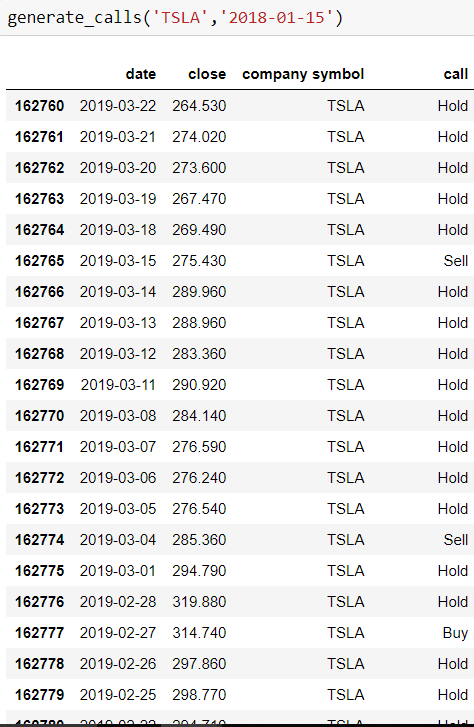 generate_calls('TSLA','2018-01-15')
date close company symbol call
162760 2019-03-22 264.530 TSLA Hold
162761 2019-03-21 274.020 TSLA Hold
162762 2019-03-20 273.600 TSLA Hold
162763 2019-03-19 267.470 TSLA Hold
162764 2019-03-18 269.490 TSLA Hold
162765 2019-03-15 275.430 TSLA Sell
162766 2019-03-14 289.960 TSLA Hold
162767 2019-03-13 288.960 TSLA Hold
162768 2019-03-12 283.360 TSLA Hold
162769 2019-03-11 290.920 TSLA Hold
162770 2019-03-08 284.140 TSLA Hold
162771 2019-03-07 276.590 TSLA Hold
162772 2019-03-06 276.240 TSLA Hold
162773 2019-03-05 276.540 TSLA Hold
162774 2019-03-04 285.360 TSLA Sell
162775 2019-03-01 294.790 TSLA Hold
162776 2019-02-28 319.880 TSLA Hold
162777 2019-02-27 314.740 TSLA Buy
162778 2019-02-26 297.860 TSLA Hold
162779 2019-02-25 298.770 TSLA Hold